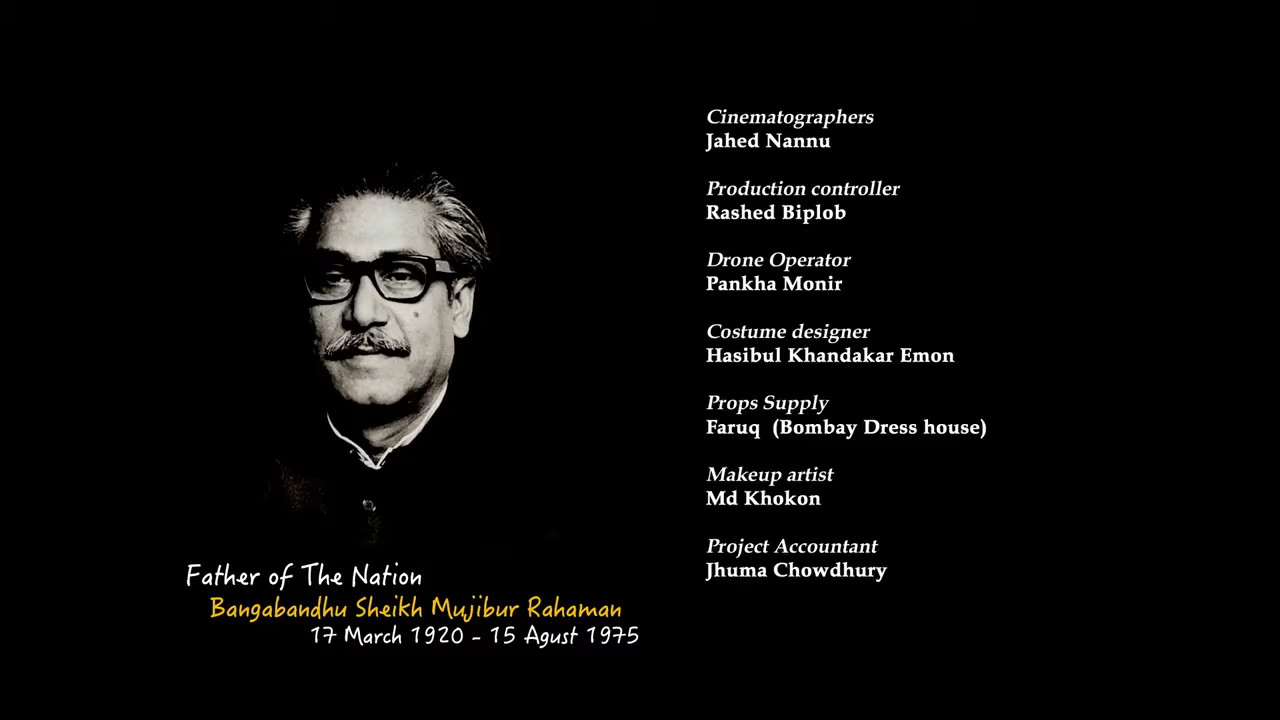 Cinematographers
Jahed Nannu
Production controller
Rashed Biplob
Drone Operator
Pankha Monir
Costume designer
Hasibul Khandakar Emon
Props Supply
Faruq (Bombay Dress house)
Makeup artist
Md Khokon
Project Accountant
Jhuma Chowdhury
Father of The Nation
Bangabandhu Sheikh Mujibur Rahaman
17 March 1920 - 15 Agust 1975